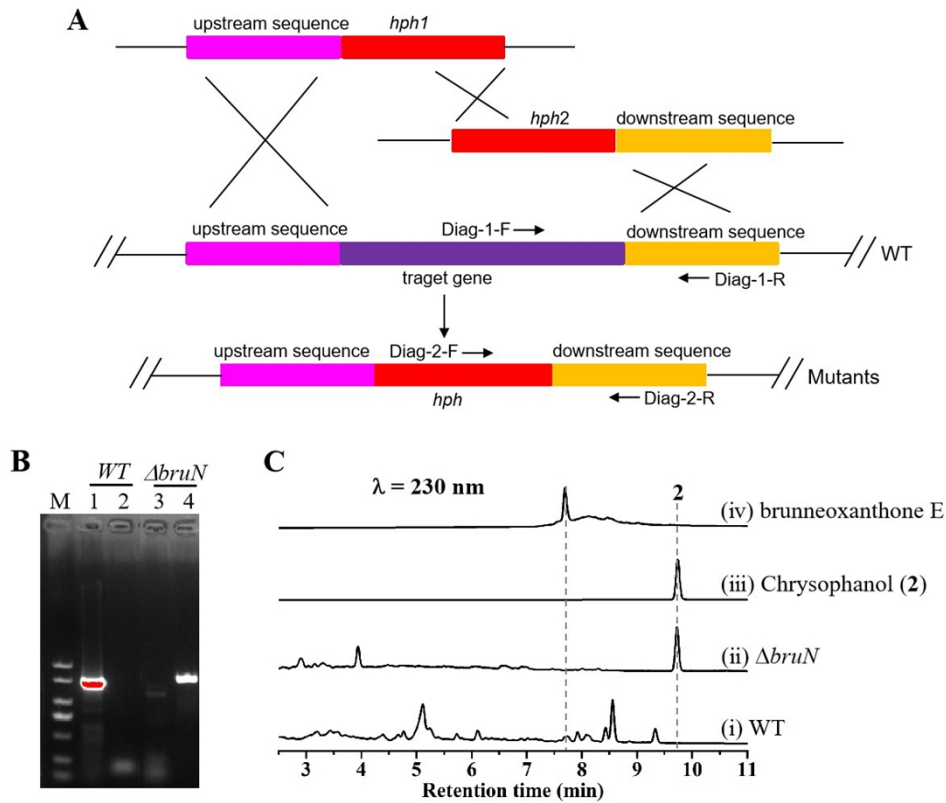 A
upstream sequence hph1
hph2 downstream sequence
upstream sequence Diag-1-F downstream sequence
WT
traget gene Diag-1-R
upstream sequence Diag-2-F downstream sequence
Mutants
hph Diag-2-R
B
WT ΔbruN
M 1 2 3 4
C
λ = 230 nm 2
(iv) brunneoxanthone E
(iii) Chrysophanol (2)
(ii) ΔbruN
(i) WT
3 4 5 6 7 8 9 10 11
Retention time (min)